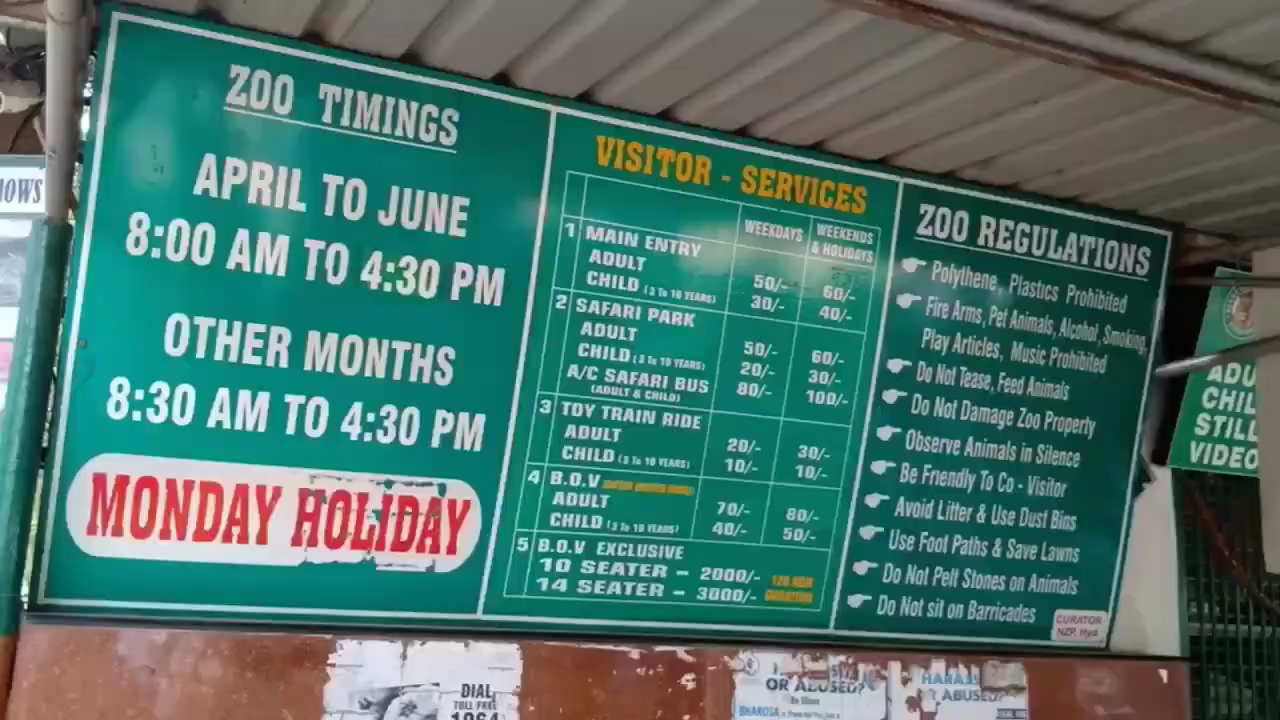 ZOO TIMINGS
APRIL TO JUNE
8:00 AM TO 4:30 PM
OTHER MONTHS
8:30 AM TO 4:30 PM
MONDAY HOLIDAY
VISITOR - SERVICES
WEEKDAYS WEEKENDS & HOLIDAYS
1 MAIN ENTRY
ADULT 50/- 60/-
CHILD (3 To 10 YEARS) 30/- 40/-
2 SAFARI PARK
ADULT 50/- 60/-
CHILD (3 To 10 YEARS) 20/- 30/-
A/C SAFARI BUS 80/- 100/-
(ADULT & CHILD)
3 TOY TRAIN RIDE
ADULT 20/- 30/-
CHILD (3 To 10 YEARS) 10/- 10/-
4 B.O.V
ADULT 70/- 80/-
CHILD (3 To 10 YEARS) 40/- 50/-
5 B.O.V EXCLUSIVE
10 SEATER - 2000/-
14 SEATER - 3000/-
ZOO REGULATIONS
Polythene, Plastics Prohibited
Fire Arms, Pet Animals, Alcohol, Smoking,
Play Articles, Music Prohibited
Do Not Tease, Feed Animals
Do Not Damage Zoo Property
Observe Animals in Silence
Be Friendly To Co - Visitor
Avoid Litter & Use Dust Bins
Use Foot Paths & Save Lawns
Do Not Pelt Stones on Animals
Do Not sit on Barricades
CURATOR
NZP, Hyd
OWS
ADU
CHIL
STILL
VIDEO
DIAL
TOLL FREE
1064
OR ABUSED?
BHAROSA
HARASS
ABUSED?